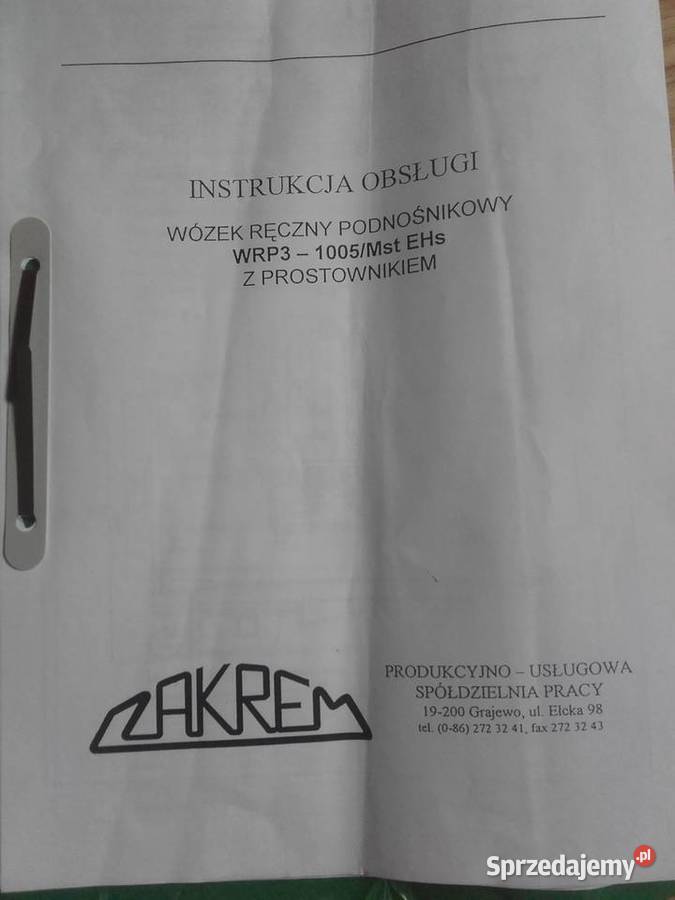 INSTRUKCJA OBSŁUGI
WÓZEK RĘCZNY PODNOŚNIKOWY
WRP3 – 1005/Mst EHs
Z PROSTOWNIKIEM
ZAKREM
PRODUKCYJNO – USŁUGOWA
SPÓŁDZIELNIA PRACY
19-200 Grajewo, ul. Ełcka 98
tel. (0-86) 272 32 41, fax 272 32 43
Sprzedajemy.pl